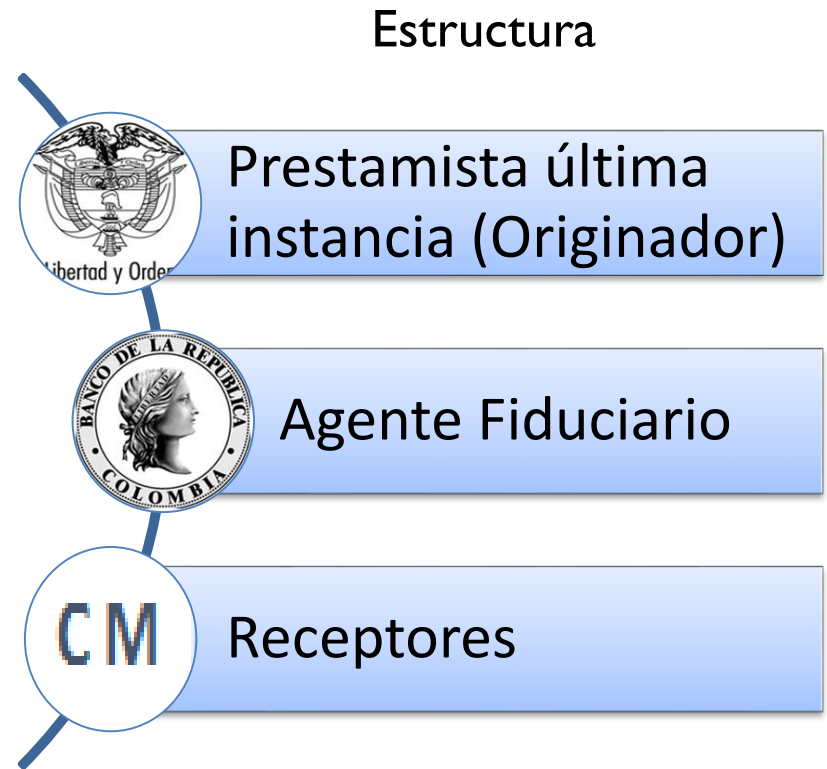 Estructura
Prestamista última
instancia (Originador)
Libertad y Orden
BANCO DE LA REPUBLICA
COLOMBIA
Agente Fiduciario
CM
Receptores